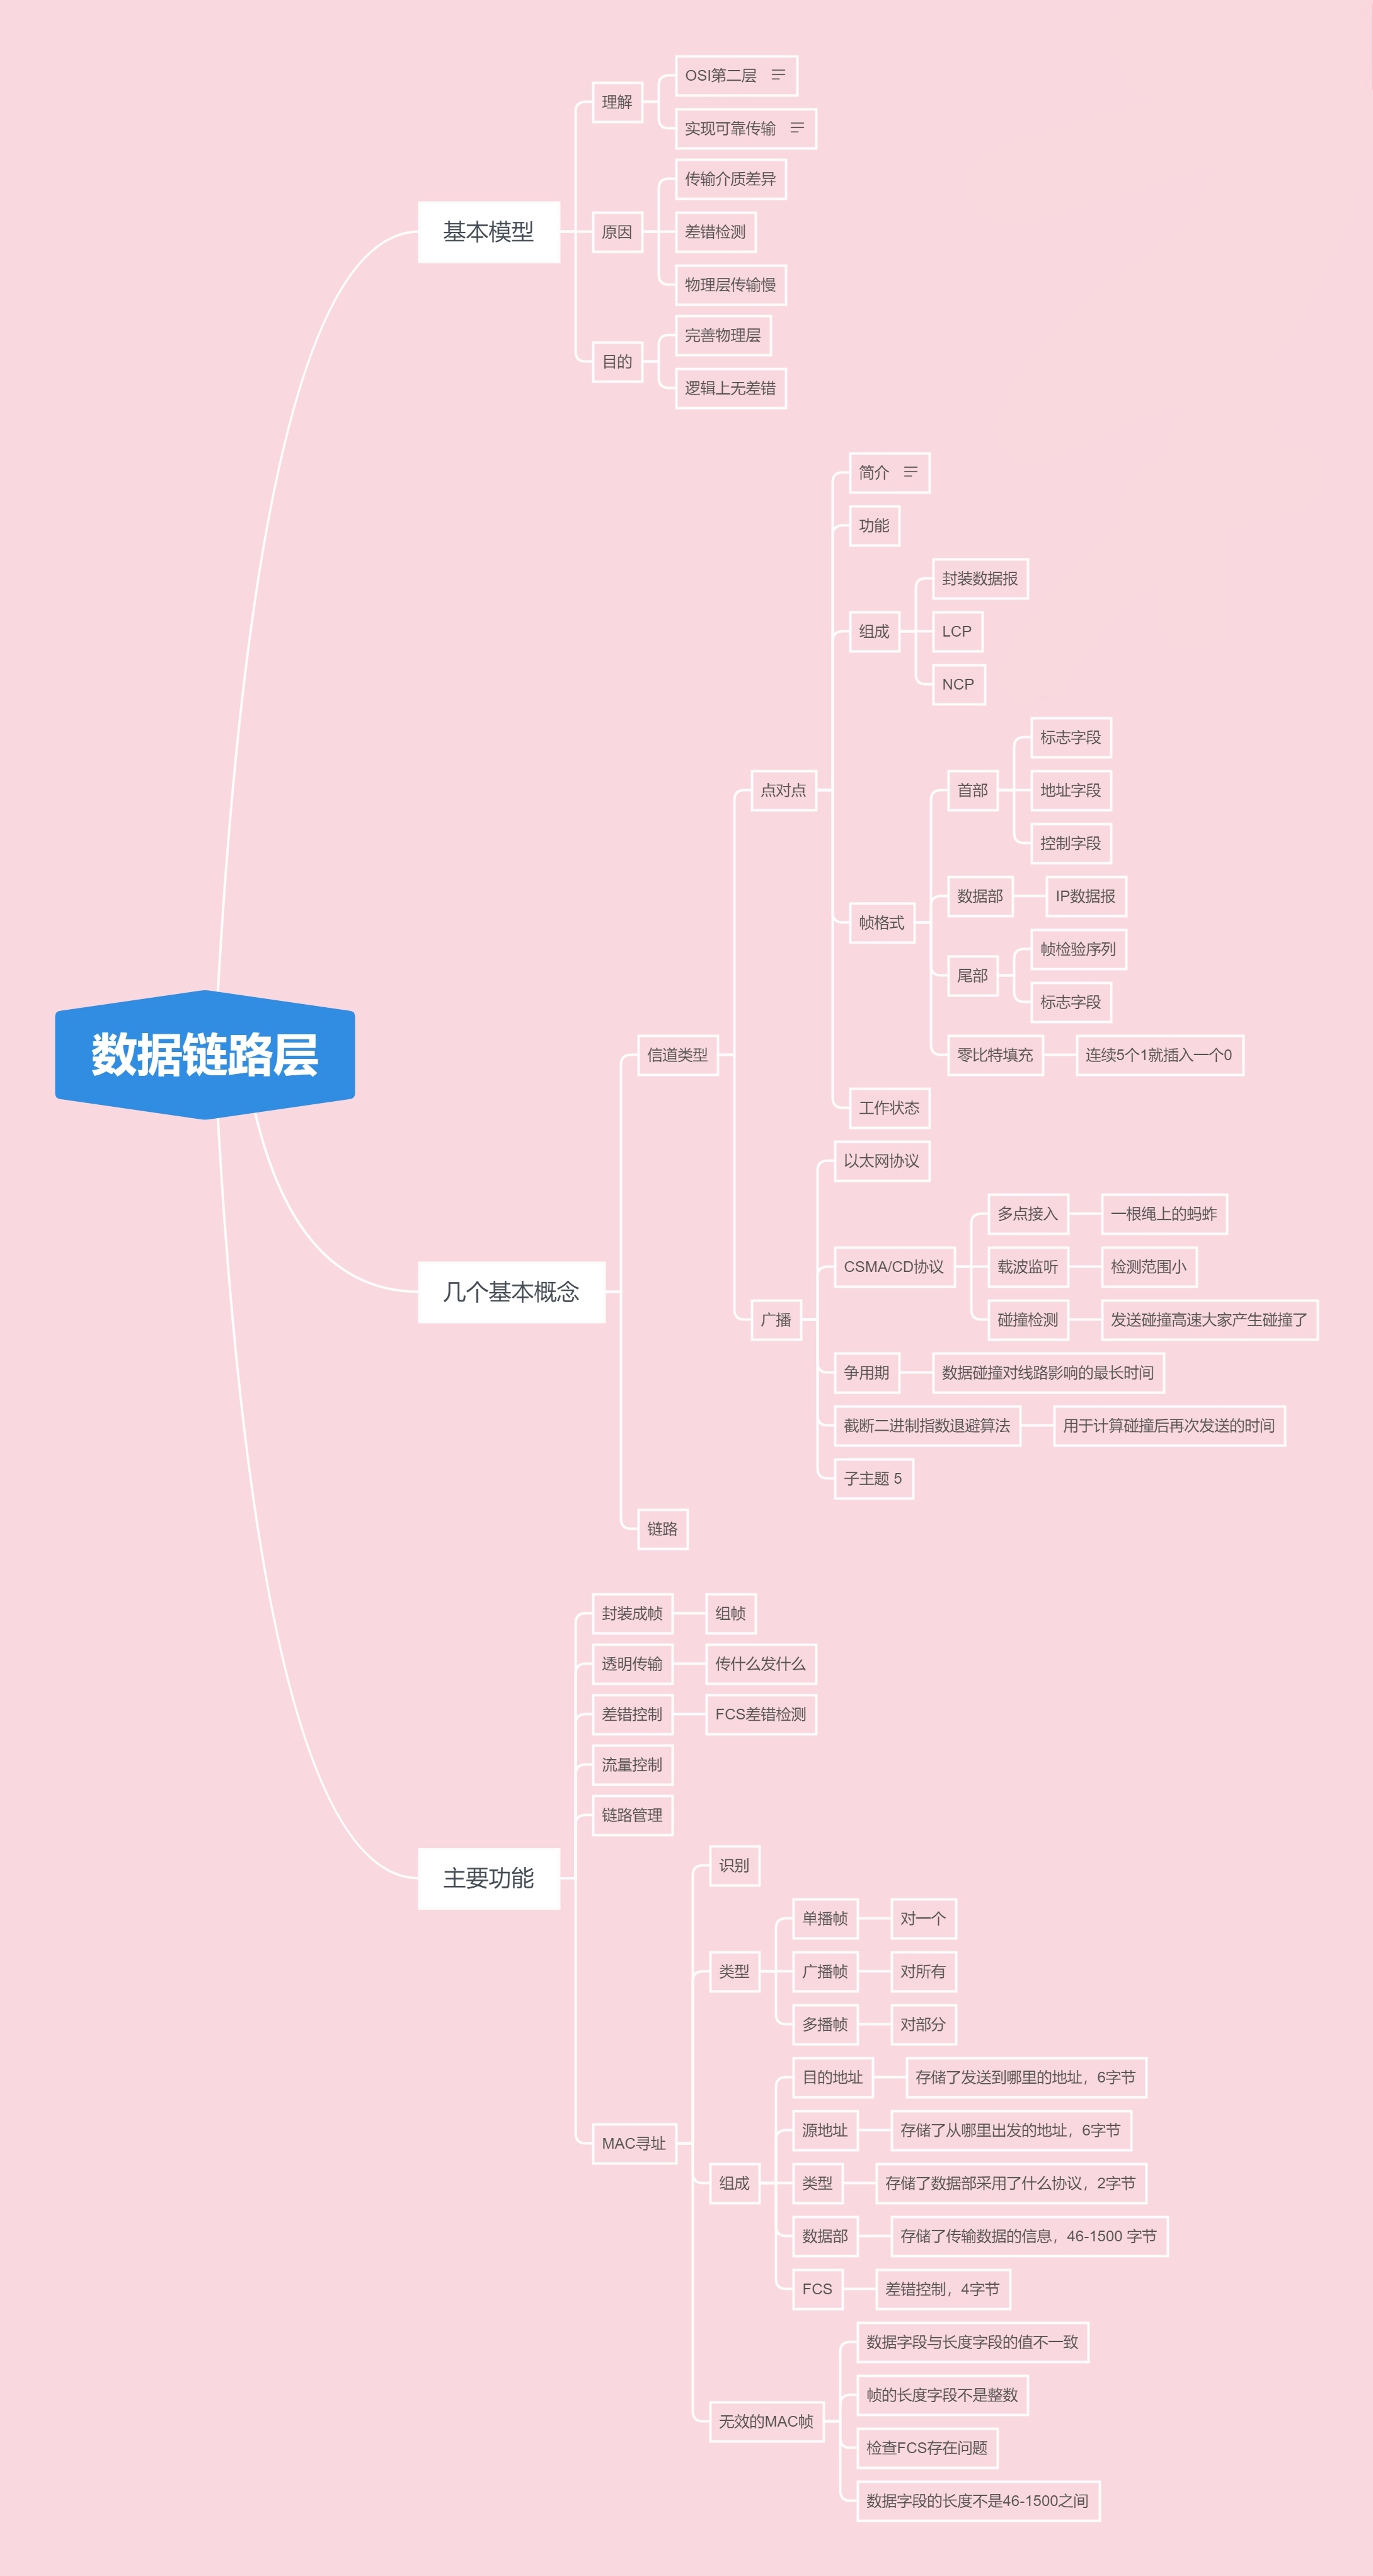 数据链路层
基本模型
理解
OSI第二层
实现可靠传输
原因
传输介质差异
差错检测
物理层传输慢
目的
完善物理层
逻辑上无差错
几个基本概念
信道类型
点对点
简介
功能
组成
封装数据报
LCP
NCP
帧格式
首部
标志字段
地址字段
控制字段
数据部
IP数据报
尾部
帧检验序列
标志字段
零比特填充
连续5个1就插入一个0
工作状态
广播
以太网协议
CSMA/CD协议
多点接入
一根绳上的蚂蚱
载波监听
检测范围小
碰撞检测
发送碰撞高速大家产生碰撞了
争用期
数据碰撞对线路影响的最长时间
截断二进制指数退避算法
用于计算碰撞后再次发送的时间
子主题 5
链路
主要功能
封装成帧
组帧
透明传输
传什么发什么
差错控制
FCS差错检测
流量控制
链路管理
MAC寻址
识别
类型
单播帧
对一个
广播帧
对所有
多播帧
对部分
组成
目的地址
存储了发送到哪里的地址，6字节
源地址
存储了从哪里出发的地址，6字节
类型
存储了数据部采用了什么协议，2字节
数据部
存储了传输数据的信息，46-1500 字节
FCS
差错控制，4字节
无效的MAC帧
数据字段与长度字段的值不一致
帧的长度字段不是整数
检查FCS存在问题
数据字段的长度不是46-1500之间